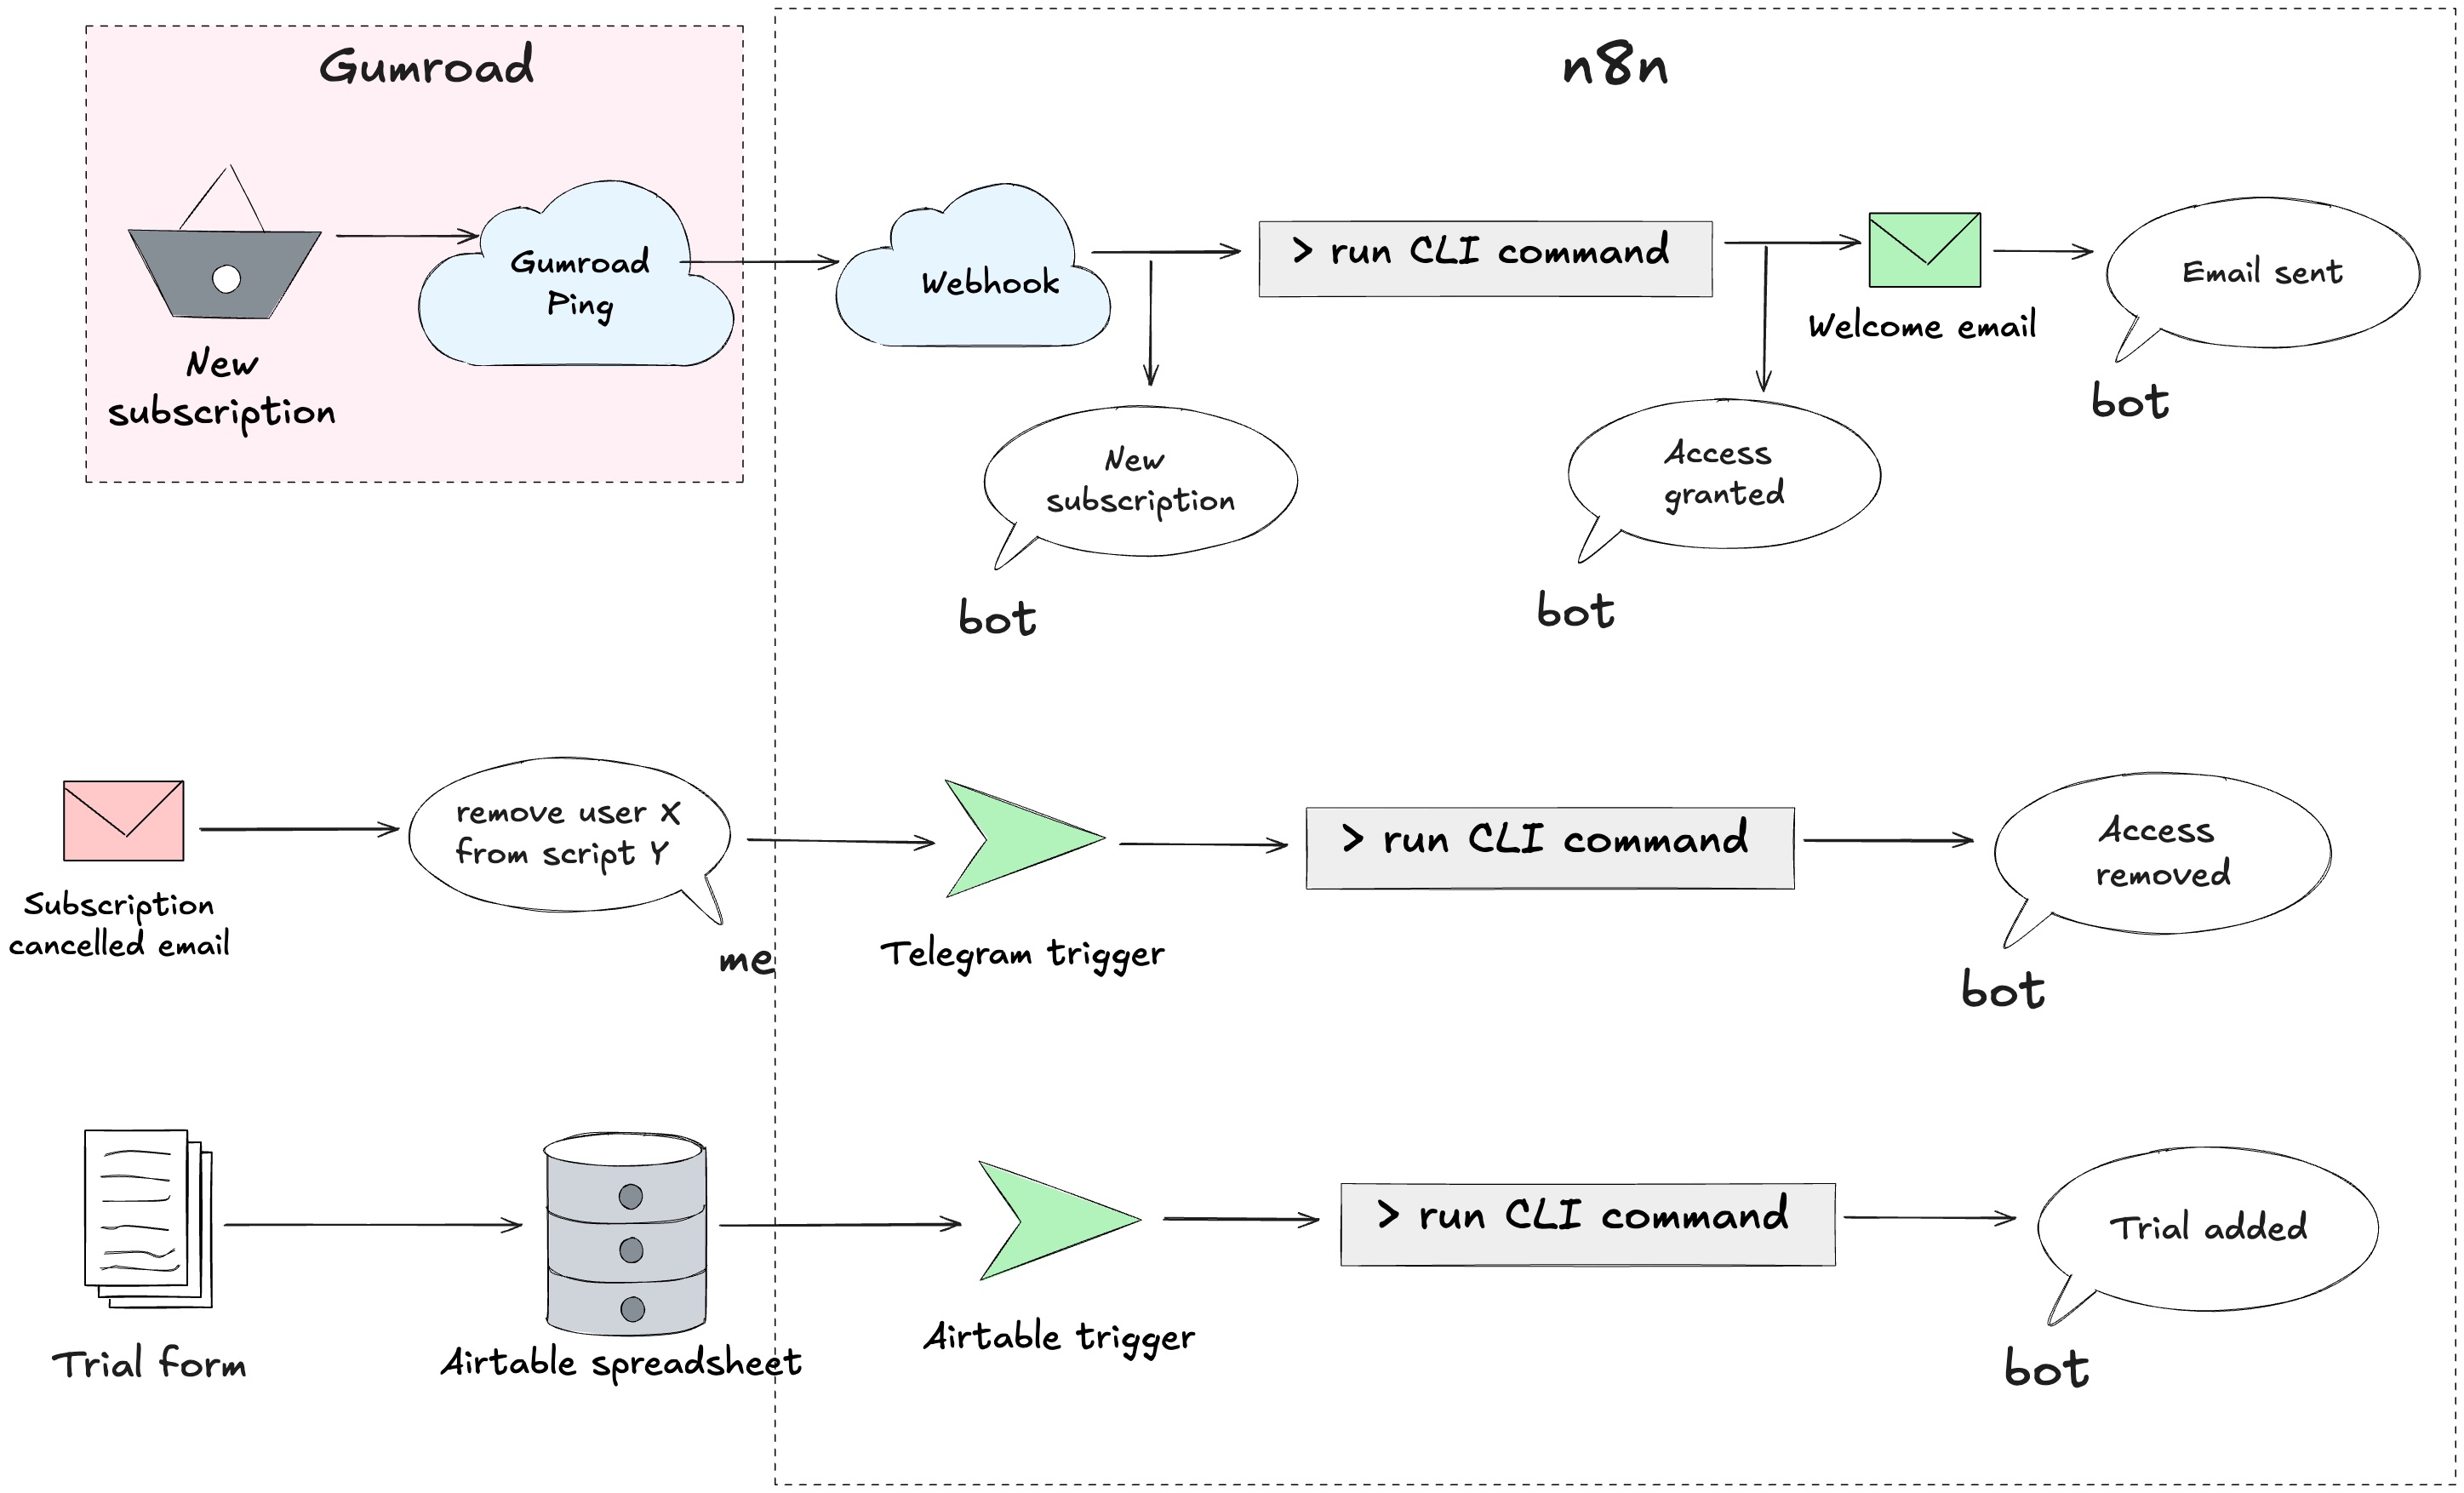 Gumroad
n8n
New
subscription
Gumroad
Ping
Webhook
> run CLI command
Welcome email
Email sent
bot
New
subscription
bot
Access
granted
bot
Subscription
cancelled email
remove user X
from script Y
me
Telegram trigger
> run CLI command
Access
removed
bot
Trial form
Airtable spreadsheet
Airtable trigger
> run CLI command
Trial added
bot